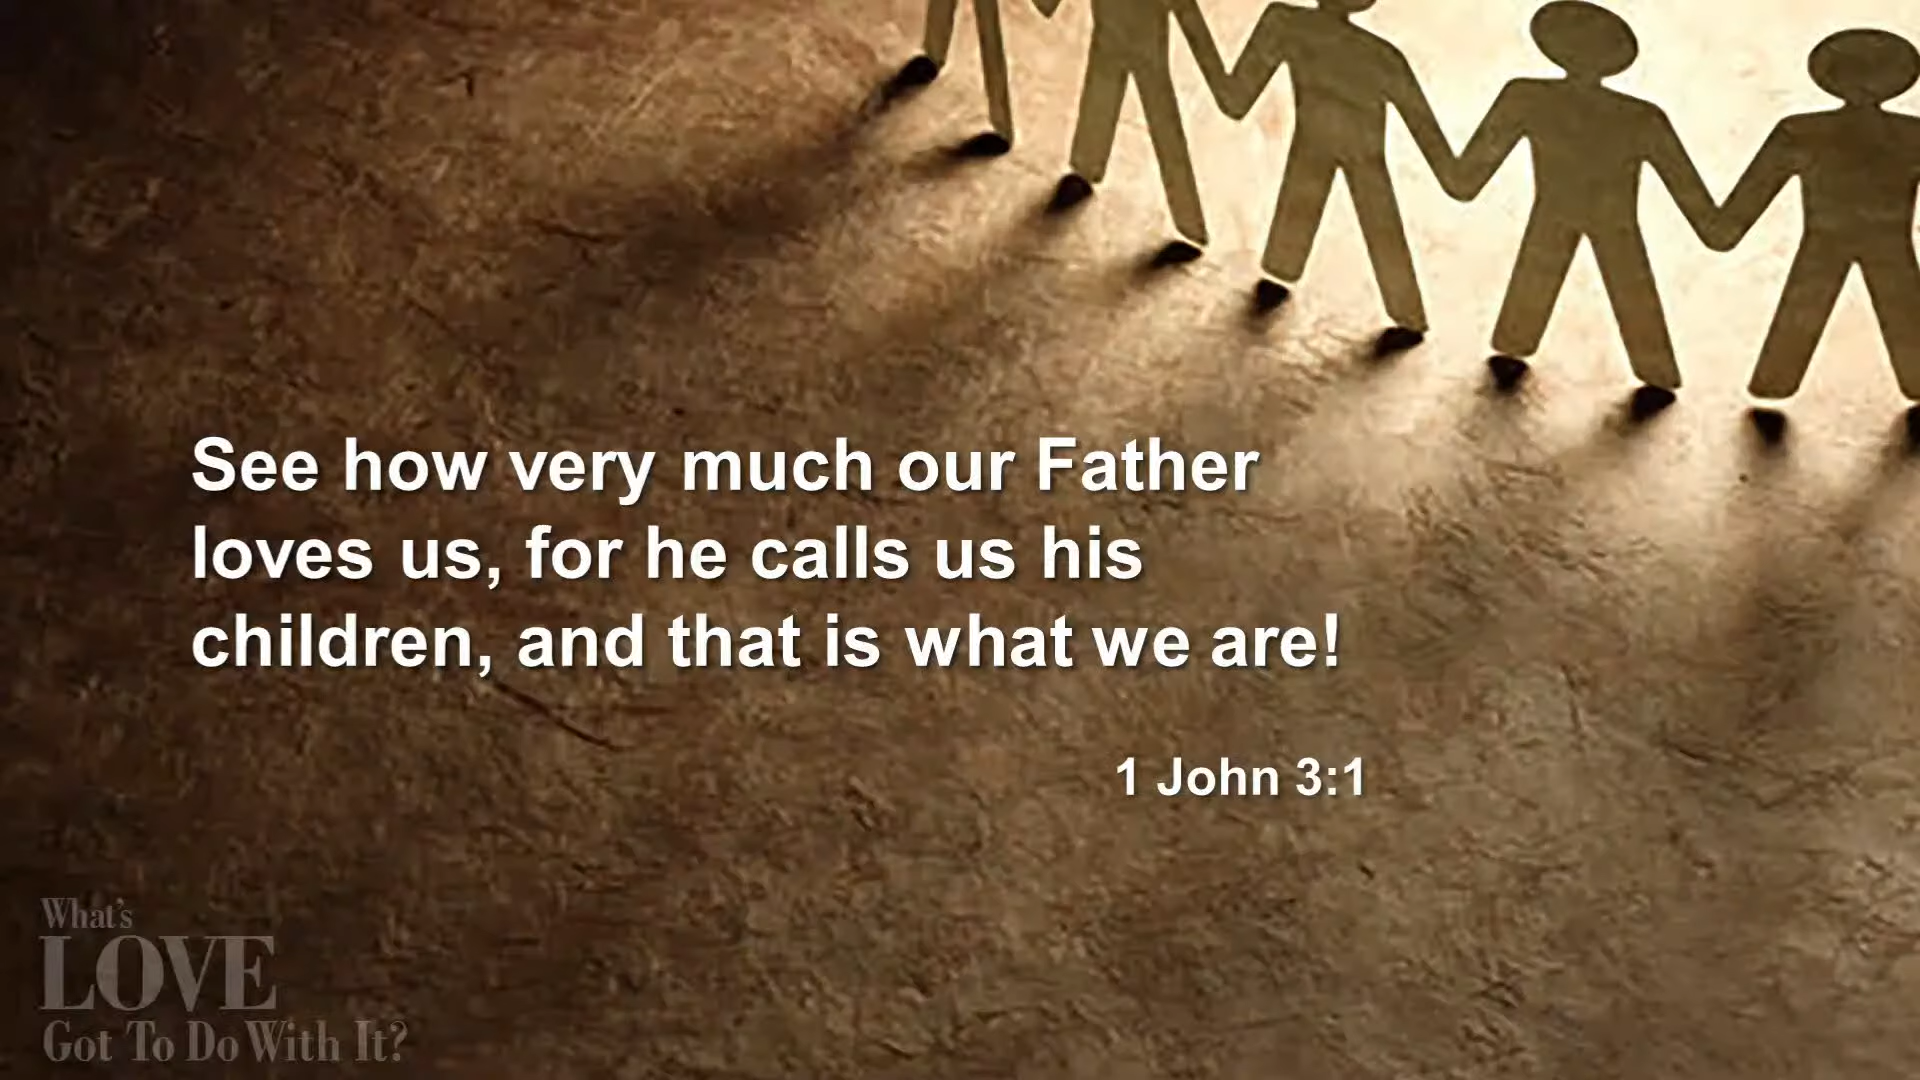 See how very much our Father
loves us, for he calls us his
children, and that is what we are!
1 John 3:1
What's
LOVE
Got To Do With It?